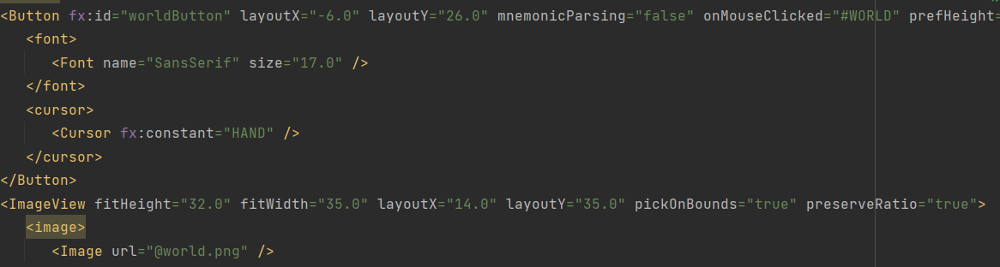 <Button fx:id="worldButton" layoutX="-6.0" layoutY="26.0" mnemonicParsing="false" onMouseClicked="#WORLD" prefHeight=
<font>
<Font name="SansSerif" size="17.0" />
</font>
<cursor>
<Cursor fx:constant="HAND" />
</cursor>
</Button>
<ImageView fitHeight="32.0" fitWidth="35.0" layoutX="14.0" layoutY="35.0" pickOnBounds="true" preserveRatio="true">
<image>
<Image url="@world.png" />